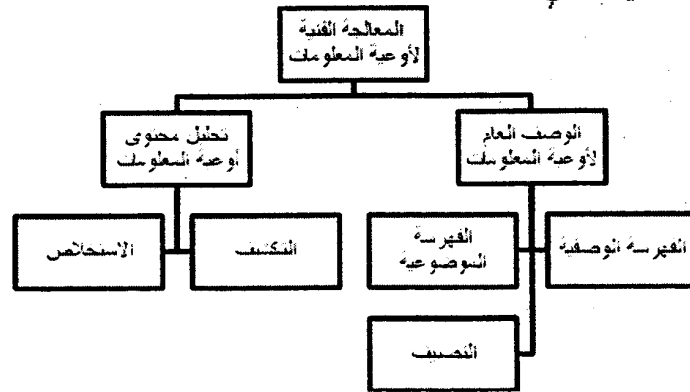 المعالجة الفنية
لأوعية المعلومات
الوصف العام
لأوعية المعلومات
تحليل محتوى
أوعية المعلومات
الفهرسة الوصفية
الفهرسة
الموضوعية
التكشيف
الاستخلاص
التصنيف